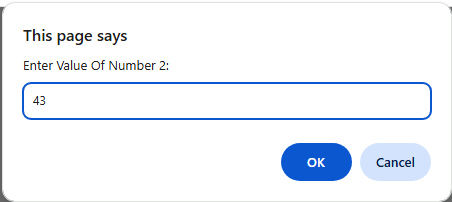 This page says
Enter Value Of Number 2:
43
OK Cancel